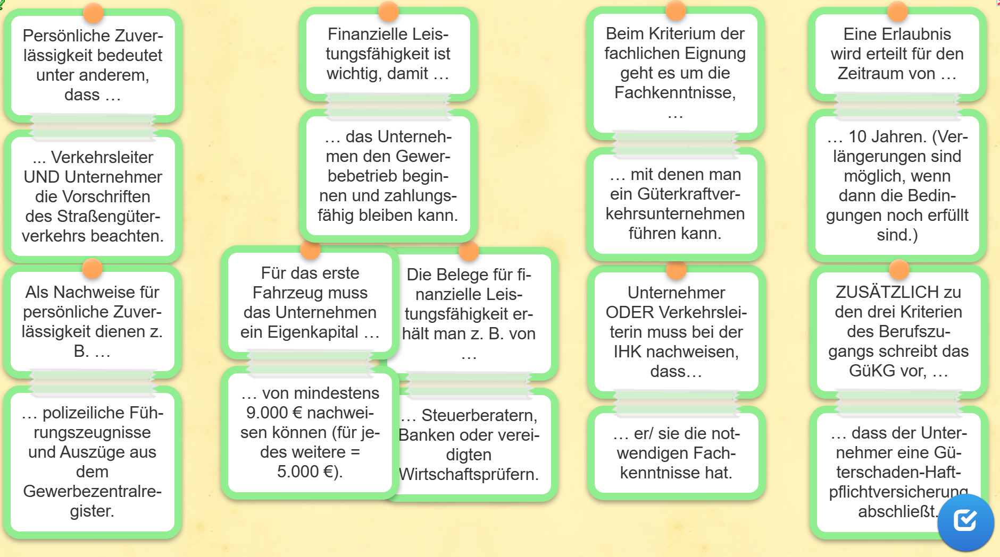 Persönliche Zuver-
lässigkeit bedeutet
unter anderem,
dass …
... Verkehrsleiter
UND Unternehmer
die Vorschriften
des Straßengüter-
verkehrs beachten.
Als Nachweise für
persönliche Zuver-
lässigkeit dienen z.
B. …
… polizeiliche Füh-
rungszeugnisse
und Auszüge aus
dem
Gewerbezentralre-
gister.
Finanzielle Leis-
tungsfähigkeit ist
wichtig, damit …
… das Unterneh-
men den Gewer-
bebetrieb begin-
nen und zahlungs-
fähig bleiben kann.
Für das erste
Fahrzeug muss
das Unternehmen
ein Eigenkapital …
… von mindestens
9.000 € nachwei-
sen können (für je-
des weitere =
5.000 €).
Die Belege für fi-
nanzielle Leis-
tungsfähigkeit er-
hält man z. B. von
…
… Steuerberatern,
Banken oder verei-
digten
Wirtschaftsprüfern.
Beim Kriterium der
fachlichen Eignung
geht es um die
Fachkenntnisse,
…
… mit denen man
ein Güterkraftver-
kehrsunternehmen
führen kann.
Unternehmer
ODER Verkehrslei-
terin muss bei der
IHK nachweisen,
dass…
… er/ sie die not-
wendigen Fach-
kenntnisse hat.
Eine Erlaubnis
wird erteilt für den
Zeitraum von …
… 10 Jahren. (Ver-
längerungen sind
möglich, wenn
dann die Bedin-
gungen noch erfüllt
sind.)
ZUSÄTZLICH zu
den drei Kriterien
des Berufszu-
gangs schreibt das
GüKG vor, …
… dass der Unter-
nehmer eine Gü-
terschaden-Haft-
pflichtversicherung
abschließt.